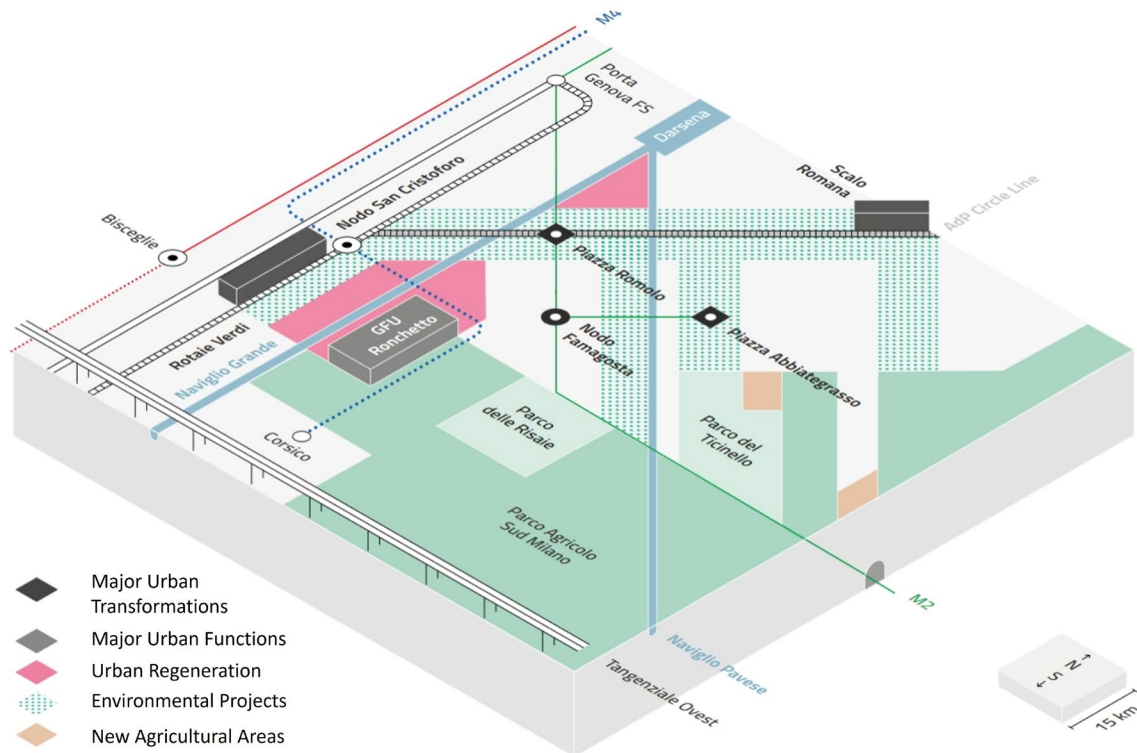 M4
Porta
Genova FS
Darsena
Nodo San Cristoforo
Scalo
Romana
AdP Circle Line
Bisceglie
Piazza Romolo
GFU
Ronchetto
Rotaie Verdi
Naviglio Grande
Nodo
Famagosta
Piazza Abbiategrasso
Corsico
Parco
delle Risaie
Parco del
Ticinello
Parco Agricolo
Sud Milano
M2
Naviglio Pavese
Tangenziale Ovest
Major Urban
Transformations
Major Urban Functions
Urban Regeneration
Environmental Projects
New Agricultural Areas
← S N →
15 km